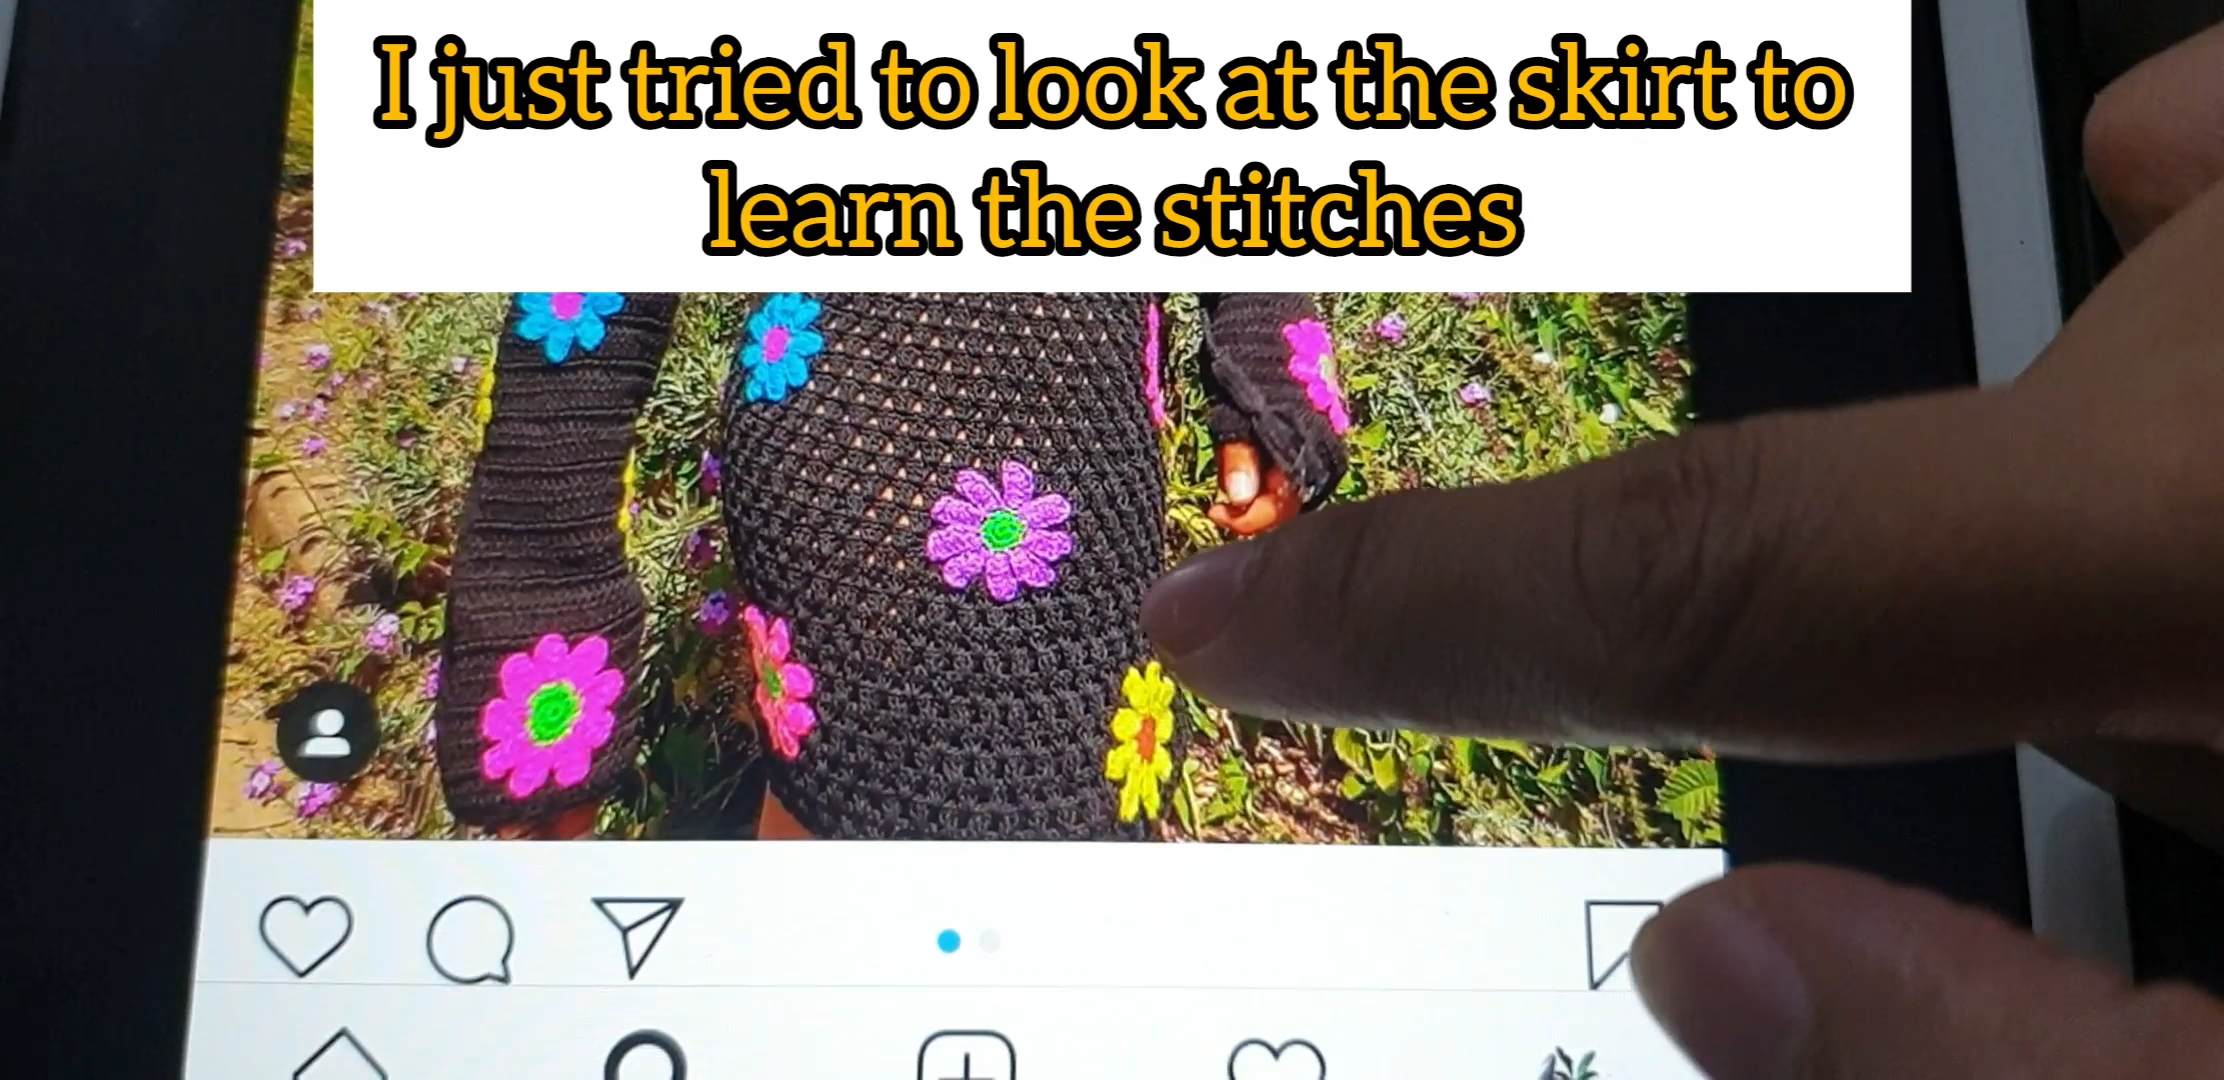 I just tried to look at the skirt to
learn the stitches